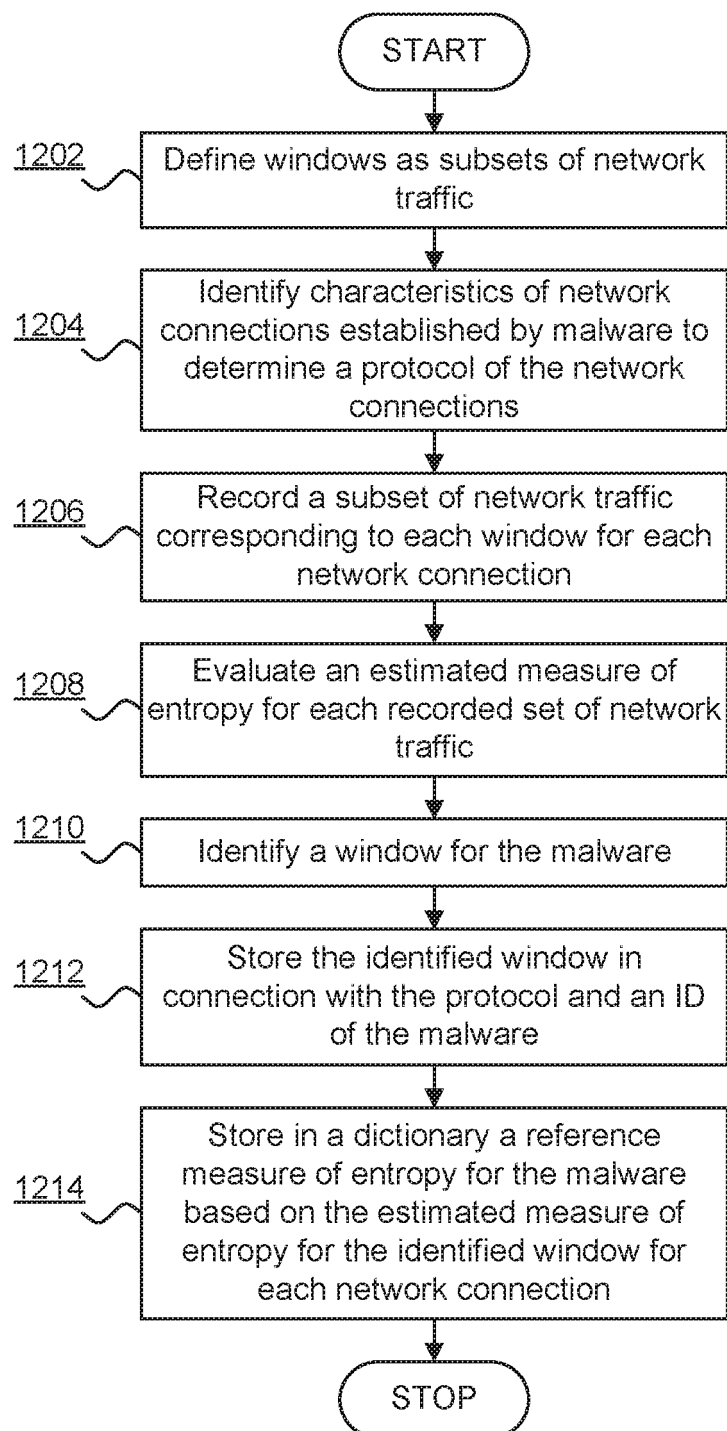 START
1202
Define windows as subsets of network
traffic
1204
Identify characteristics of network
connections established by malware to
determine a protocol of the network
connections
1206
Record a subset of network traffic
corresponding to each window for each
network connection
1208
Evaluate an estimated measure of
entropy for each recorded set of network
traffic
1210
Identify a window for the malware
1212
Store the identified window in
connection with the protocol and an ID
of the malware
1214
Store in a dictionary a reference
measure of entropy for the malware
based on the estimated measure of
entropy for the identified window for
each network connection
STOP